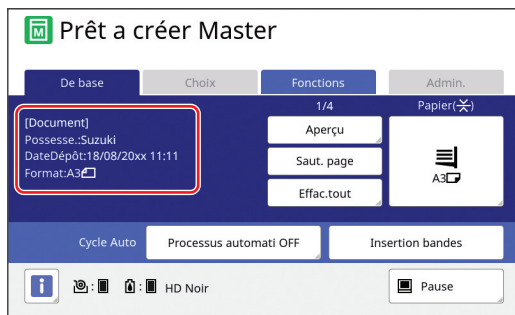 M
Prêt a créer Master
De base
Choix
Fonctions
Admin.
1/4
Papier(
)
[Document]
Possesse.:Suzuki
DateDépôt:18/08/20xx 11:11
Format:A3
Aperçu
Saut. page
Effac.tout
A3
Cycle Auto
Processus automati OFF
Insertion bandes
i
:
:
HD Noir
Pause